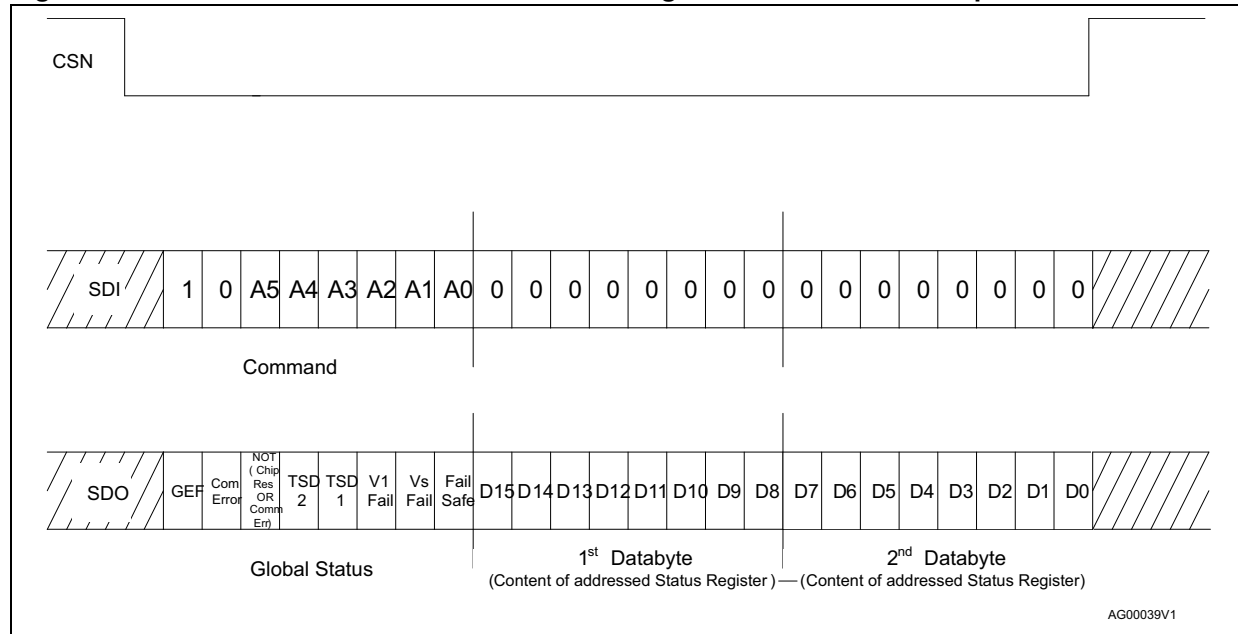 CSN
SDI 1 0 A5 A4 A3 A2 A1 A0 0 0 0 0 0 0 0 0 0 0 0 0 0 0 0 0
Command
SDO GEF Com Error NOT ( Chip Res OR Comm Err) TSD 2 TSD 1 V1 Fail Vs Fail Fail Safe D15 D14 D13 D12 D11 D10 D9 D8 D7 D6 D5 D4 D3 D2 D1 D0
Global Status 1st Databyte 2nd Databyte
(Content of addressed Status Register) — (Content of addressed Status Register)
AG00039V1